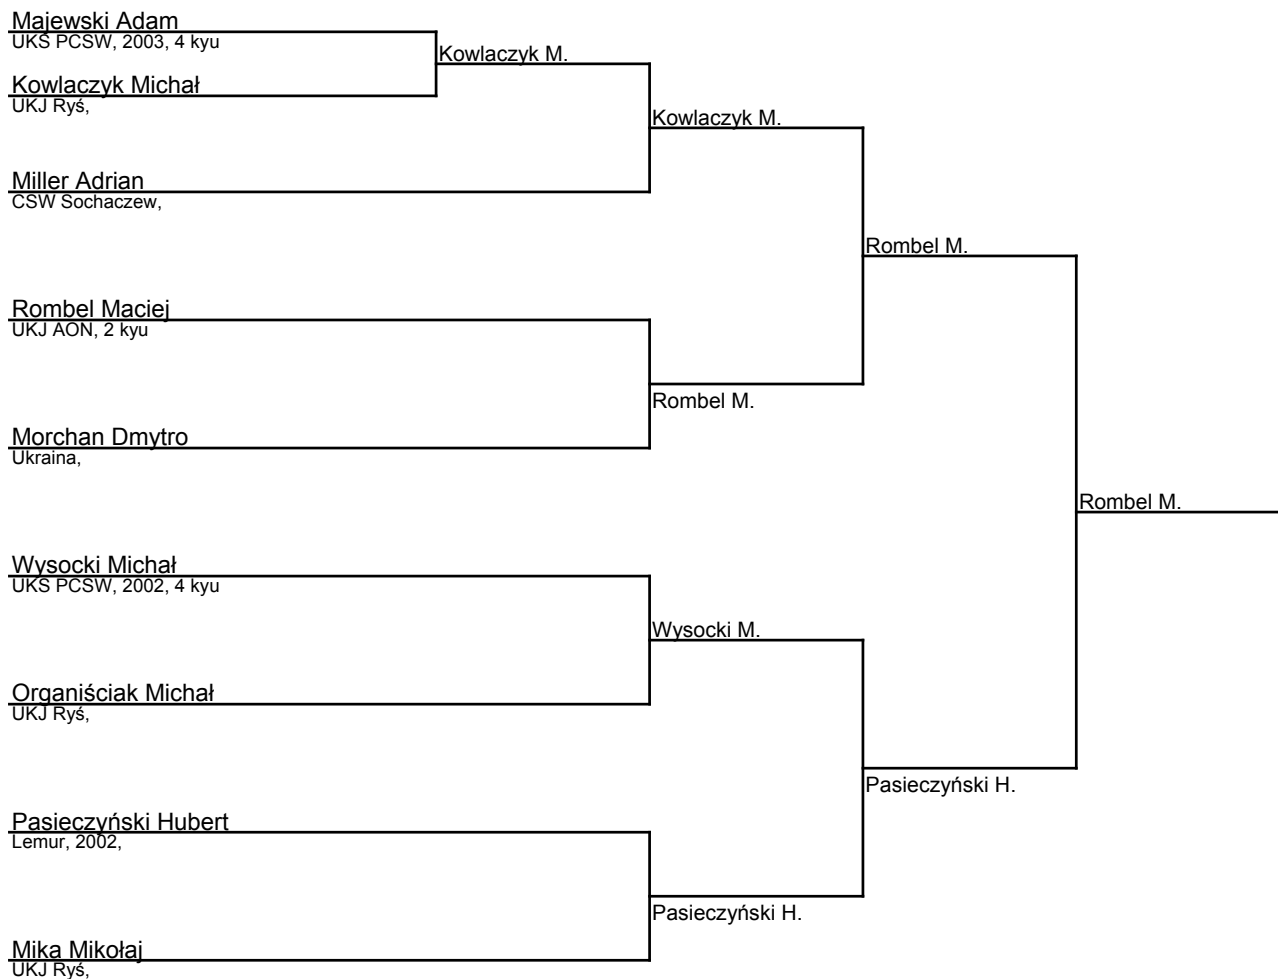 Majewski Adam
UKS PCSW, 2003, 4 kyu
Kowlaczyk M.
Kowlaczyk Michał
UKJ Ryś,
Kowlaczyk M.
Miller Adrian
CSW Sochaczew,
Rombel M.
Rombel Maciej
UKJ AON, 2 kyu
Rombel M.
Morchan Dmytro
Ukraina,
Rombel M.
Wysocki Michał
UKS PCSW, 2002, 4 kyu
Wysocki M.
Organiściak Michał
UKJ Ryś,
Pasieczyński H.
Pasieczyński Hubert
Lemur, 2002,
Pasieczyński H.
Mika Mikołaj
UKJ Ryś,